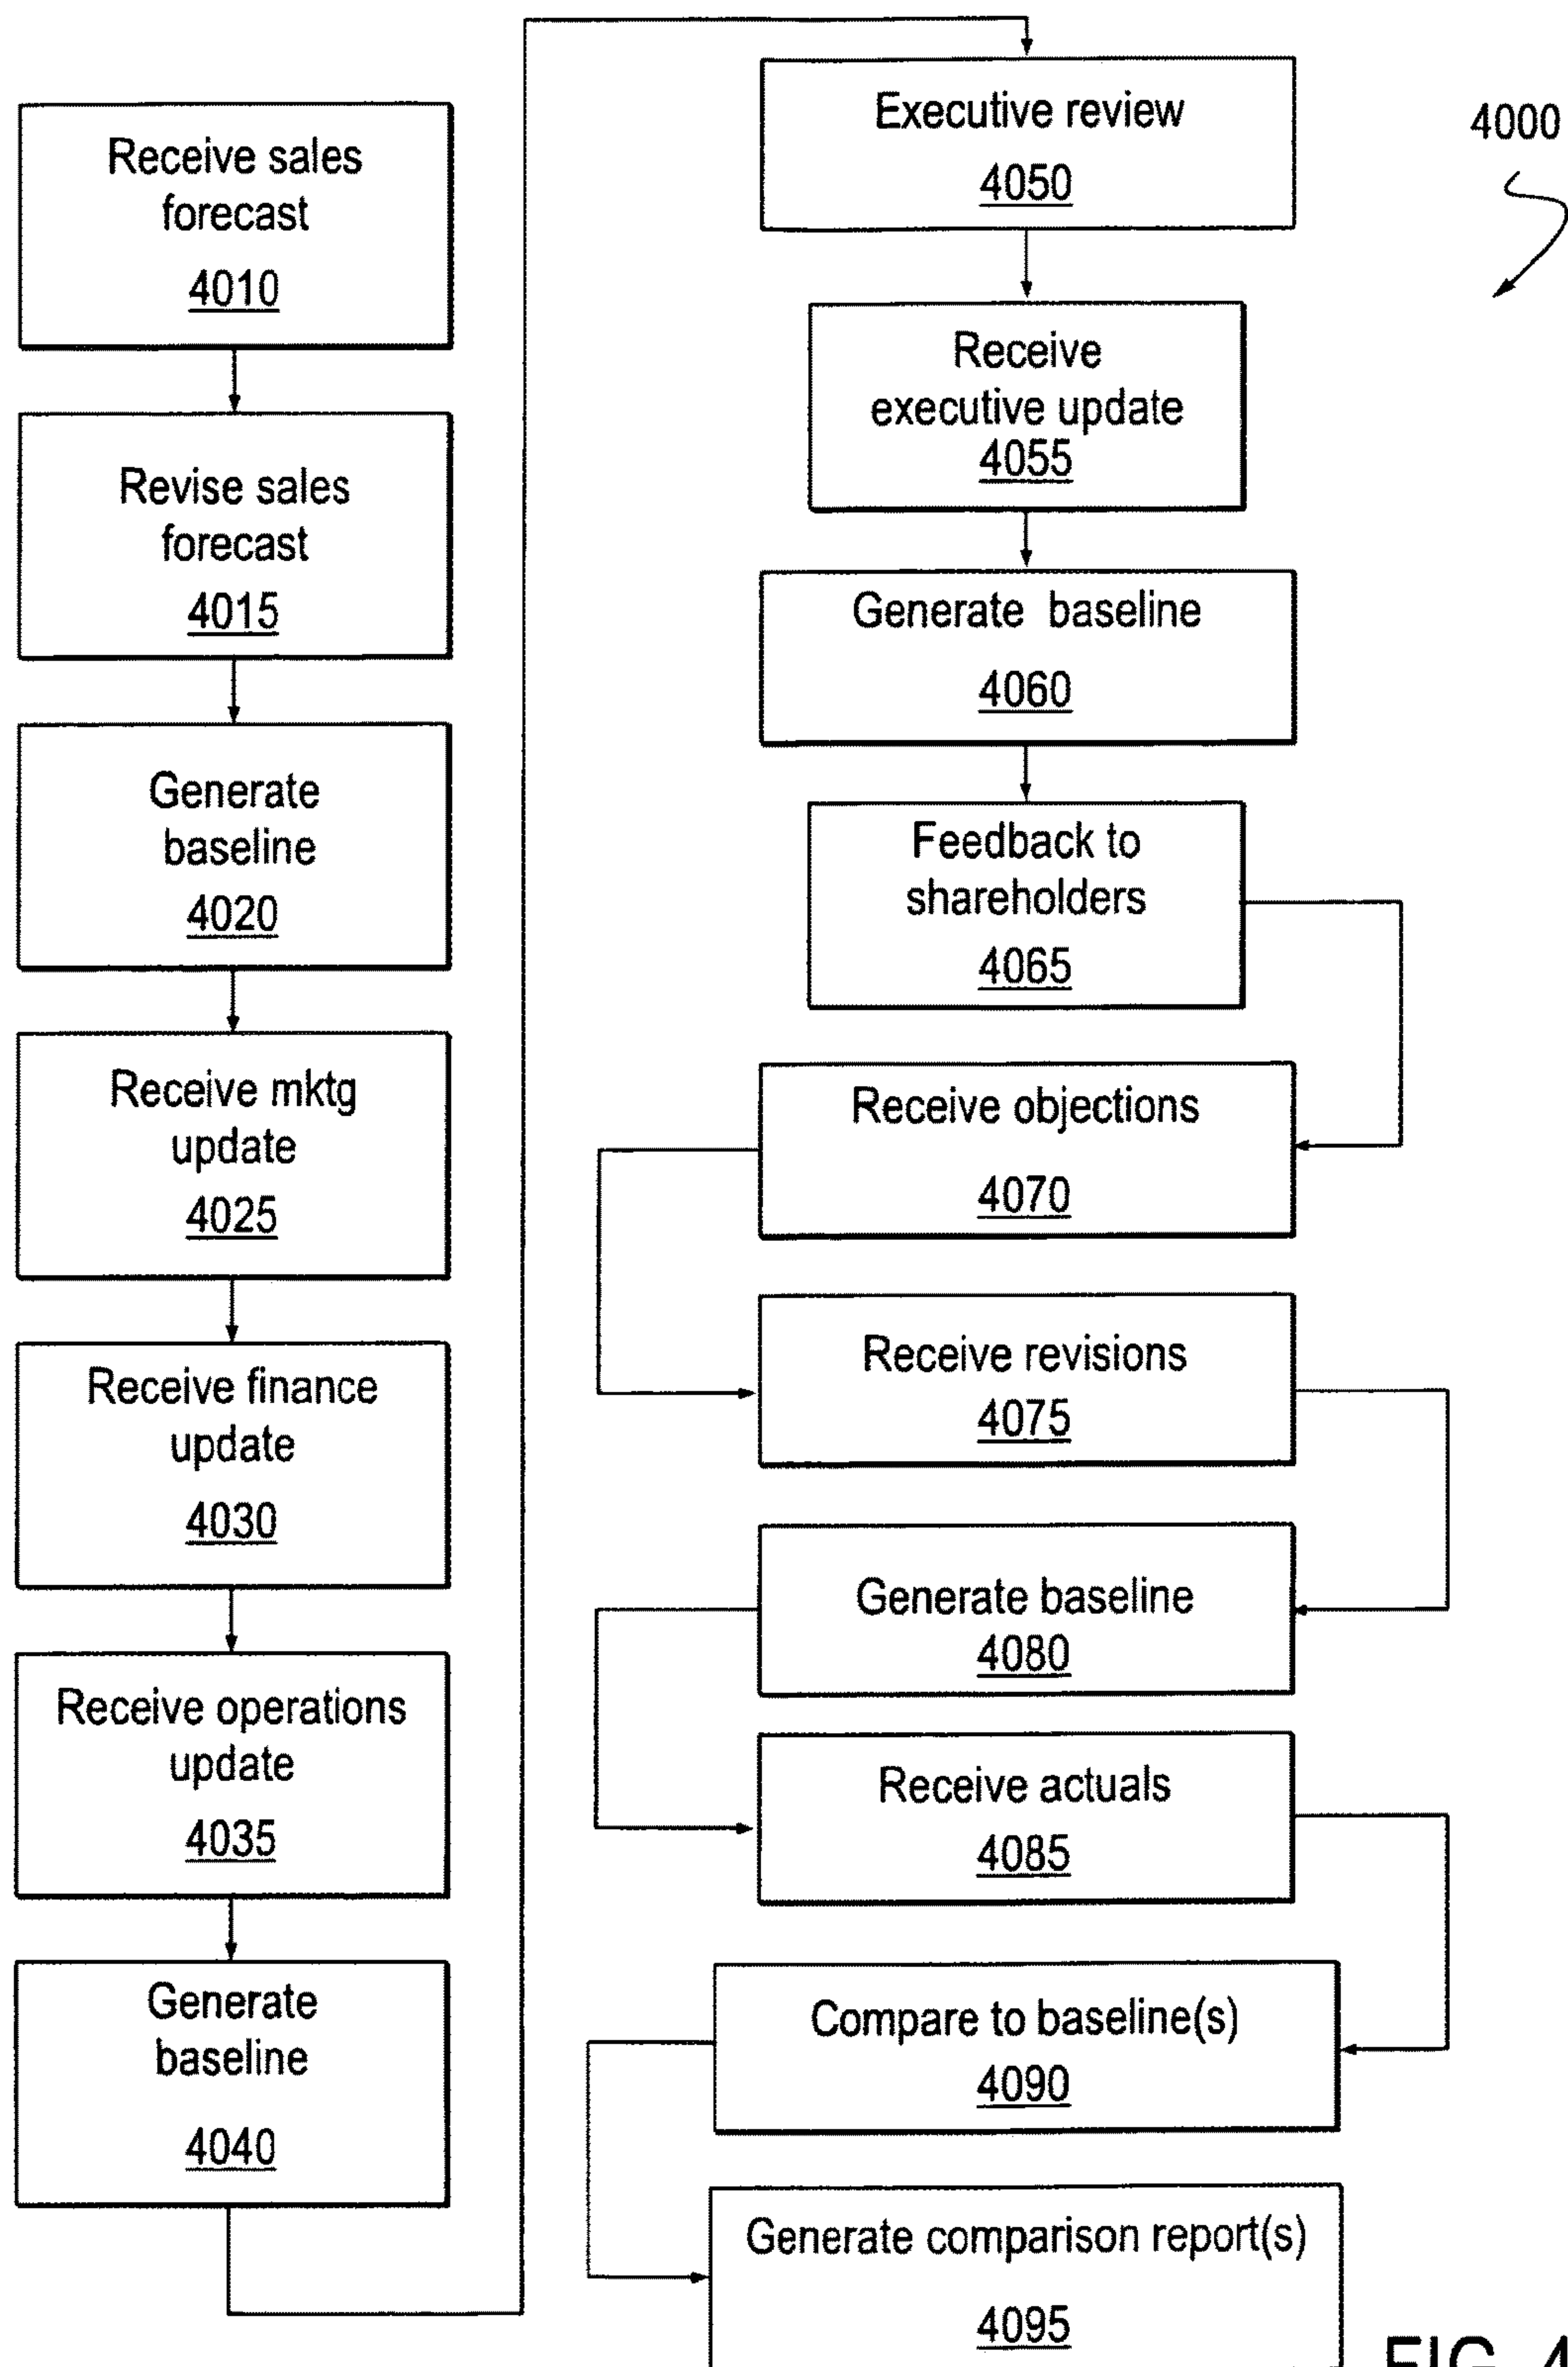 Receive sales
forecast
4010
Revise sales
forecast
4015
Generate
baseline
4020
Receive mktg
update
4025
Receive finance
update
4030
Receive operations
update
4035
Generate
baseline
4040
Executive review
4050
Receive
executive update
4055
Generate baseline
4060
Feedback to
shareholders
4065
Receive objections
4070
Receive revisions
4075
Generate baseline
4080
Receive actuals
4085
Compare to baseline(s)
4090
Generate comparison report(s)
4095
4000
FIG. 4